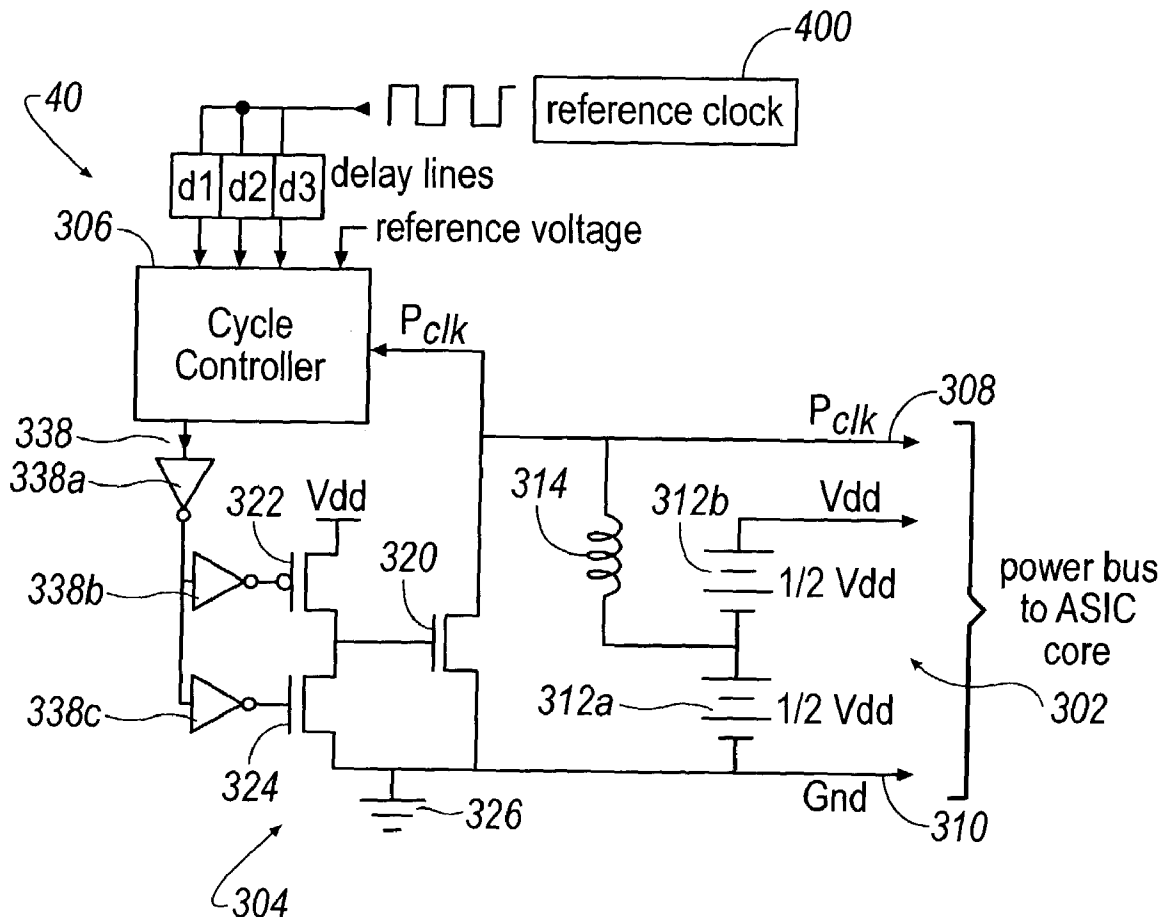 400
40
reference clock
d1 d2 d3 delay lines
306
reference voltage
Cycle
Controller
Pclk
Pclk
308
338
338a
322
Vdd
314
312b
Vdd
320
338b
1/2 Vdd
power bus
to ASIC
core
338c
312a
1/2 Vdd
302
324
326
Gnd
310
304